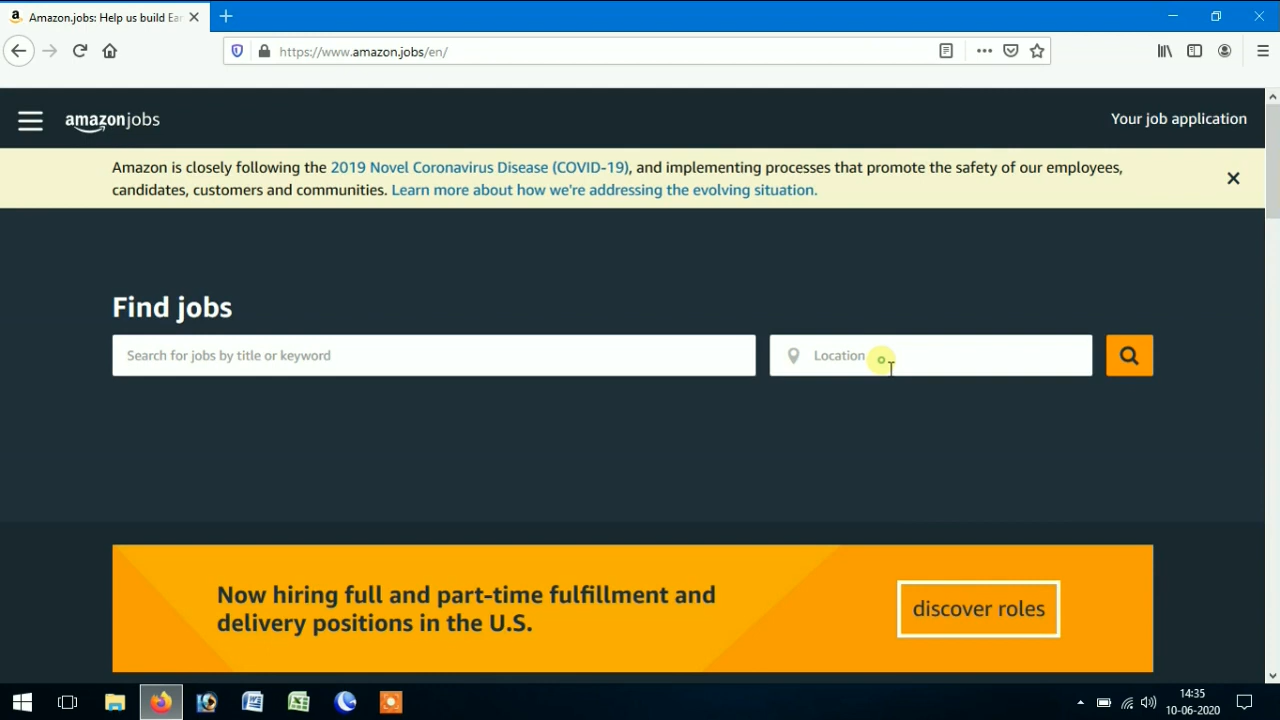 Amazon.jobs: Help us build Ear
https://www.amazon.jobs/en/
amazon jobs
Your job application
Amazon is closely following the 2019 Novel Coronavirus Disease (COVID-19), and implementing processes that promote the safety of our employees,
candidates, customers and communities. Learn more about how we're addressing the evolving situation.
Find jobs
Search for jobs by title or keyword
Location
Now hiring full and part-time fulfillment and
delivery positions in the U.S.
discover roles
14:35
10-06-2020